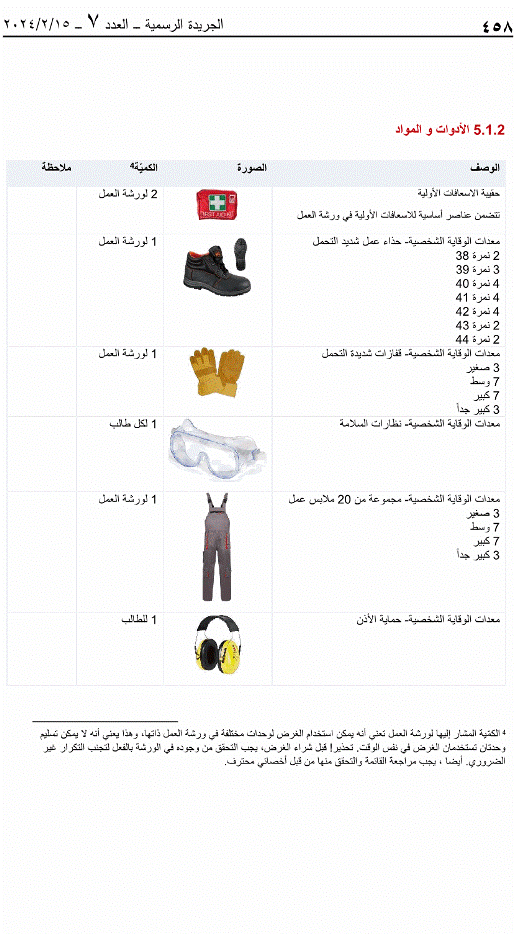 ٤٥٨
الجريدة الرسمية – العدد ٧ – ٢٠٢٤/٢/١٥
5.1.2 الأدوات و المواد
الوصف الصورة الكميّة4 ملاحظة
حقيبة الاسعافات الأولية 2 لورشة العمل
تتضمن عناصر أساسية للاسعافات الأولية في ورشة العمل
FIRST AID
معدات الوقاية الشخصية- حذاء عمل شديد التحمل 1 لورشة العمل
2 نمرة 38
3 نمرة 39
4 نمرة 40
4 نمرة 41
4 نمرة 42
2 نمرة 43
2 نمرة 44
معدات الوقاية الشخصية- قفازات شديدة التحمل 1 لورشة العمل
3 صغير
7 وسط
7 كبير
3 كبير جداً
معدات الوقاية الشخصية- نظارات السلامة 1 لكل طالب
معدات الوقاية الشخصية- مجموعة من 20 ملابس عمل 1 لورشة العمل
3 صغير
7 وسط
7 كبير
3 كبير جداً
معدات الوقاية الشخصية- حماية الأذن 1 للطالب
4 الكميّة المشار إليها لورشة العمل تعني أنه يمكن استخدام الغرض لوحدات مختلفة في ورشة العمل ذاتها، وهذا يعني أنه لا يمكن تسليم
وحدتان تستخدمان الغرض في نفس الوقت. تحذير! قبل شراء الغرض، يجب التحقق من وجوده في الورشة بالفعل لتجنب التكرار غير
الضروري. أيضا ، يجب مراجعة القائمة والتحقق منها من قبل أخصائي محترف.